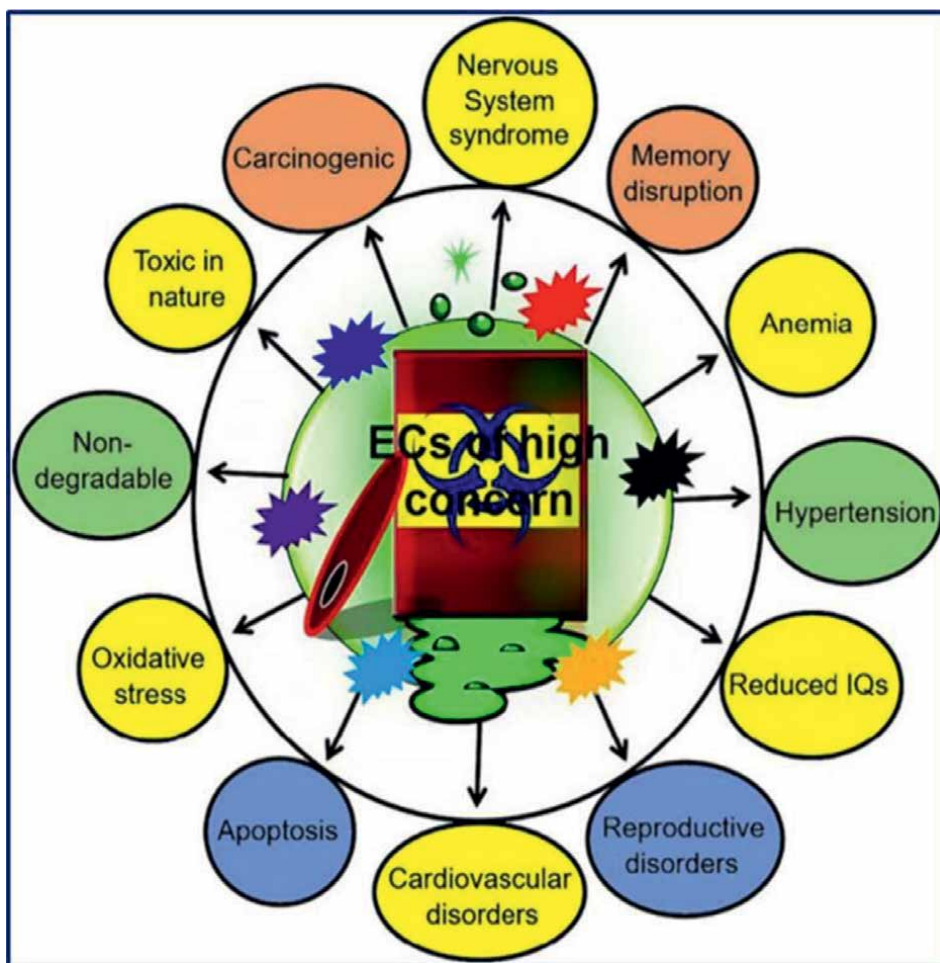 Nervous
System
syndrome
Carcinogenic
Memory
disruption
Toxic in
nature
Anemia
ECs of high
concern
Non-
degradable
Hypertension
Oxidative
stress
Reduced IQs
Apoptosis
Reproductive
disorders
Cardiovascular
disorders